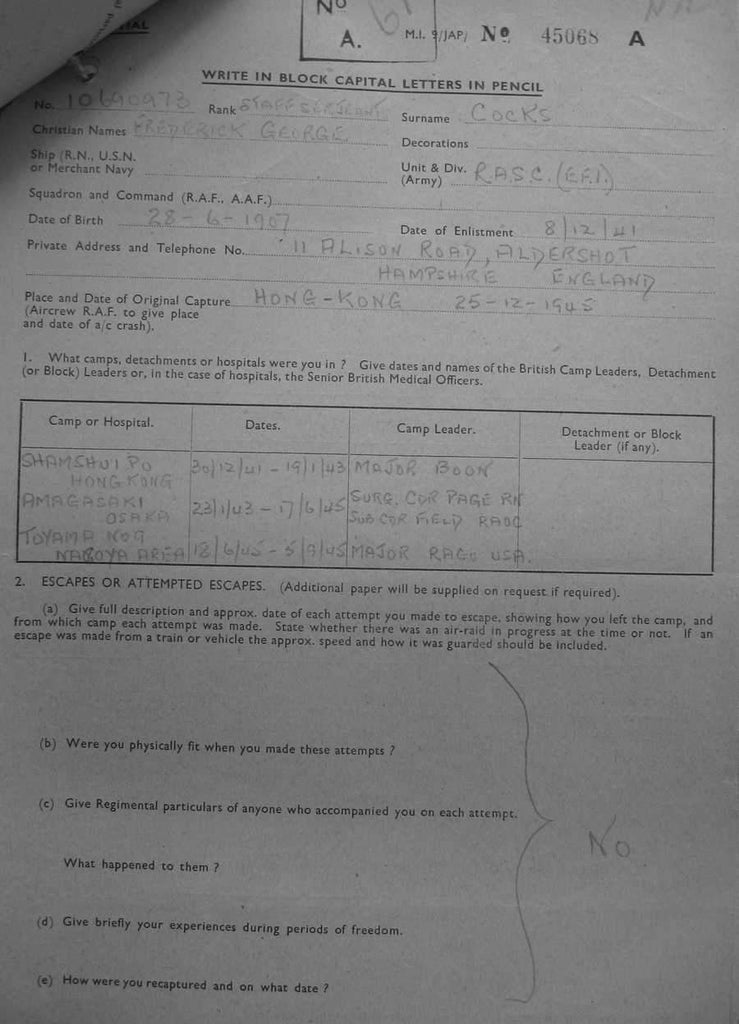 IAL
No
A. M.I. 9/JAP/ No 45068 A
WRITE IN BLOCK CAPITAL LETTERS IN PENCIL
No. 10690973 Rank STAFF SERJEANT Surname COCKS
Christian Names FREDERICK GEORGE Decorations
Ship (R.N., U.S.N. or Merchant Navy Unit & Div. (Army) R.A.S.C. (E.F.I.)
Squadron and Command (R.A.F., A.A.F.)
Date of Birth 28-6-1907 Date of Enlistment 8/12/41
Private Address and Telephone No. 11 ALISON ROAD, ALDERSHOT
HAMPSHIRE ENGLAND
Place and Date of Original Capture HONG-KONG 25-12-1945
(Aircrew R.A.F. to give place
and date of a/c crash).
1. What camps, detachments or hospitals were you in ? Give dates and names of the British Camp Leaders, Detachment
(or Block) Leaders or, in the case of hospitals, the Senior British Medical Officers.
Camp or Hospital. Dates. Camp Leader. Detachment or Block
Leader (if any).
SHAMSHUI PO 30/12/41 - 19/1/43 MAJOR BOON
HONG KONG
AMAGASAKI 23/1/43 - 17/6/45 SURG. CDR PAGE RN
OSAKA SUB CDR FIELD RAOC
TOYAMA NO 9
NAGOYA AREA 18/6/45 - 5/9/45 MAJOR USA.
2. ESCAPES OR ATTEMPTED ESCAPES. (Additional paper will be supplied on request if required).
(a) Give full description and approx. date of each attempt you made to escape, showing how you left the camp, and
from which camp each attempt was made. State whether there was an air-raid in progress at the time or not. If an
escape was made from a train or vehicle the approx. speed and how it was guarded should be included.
(b) Were you physically fit when you made these attempts ?
(c) Give Regimental particulars of anyone who accompanied you on each attempt.
NO
What happened to them ?
(d) Give briefly your experiences during periods of freedom.
(e) How were you recaptured and on what date ?